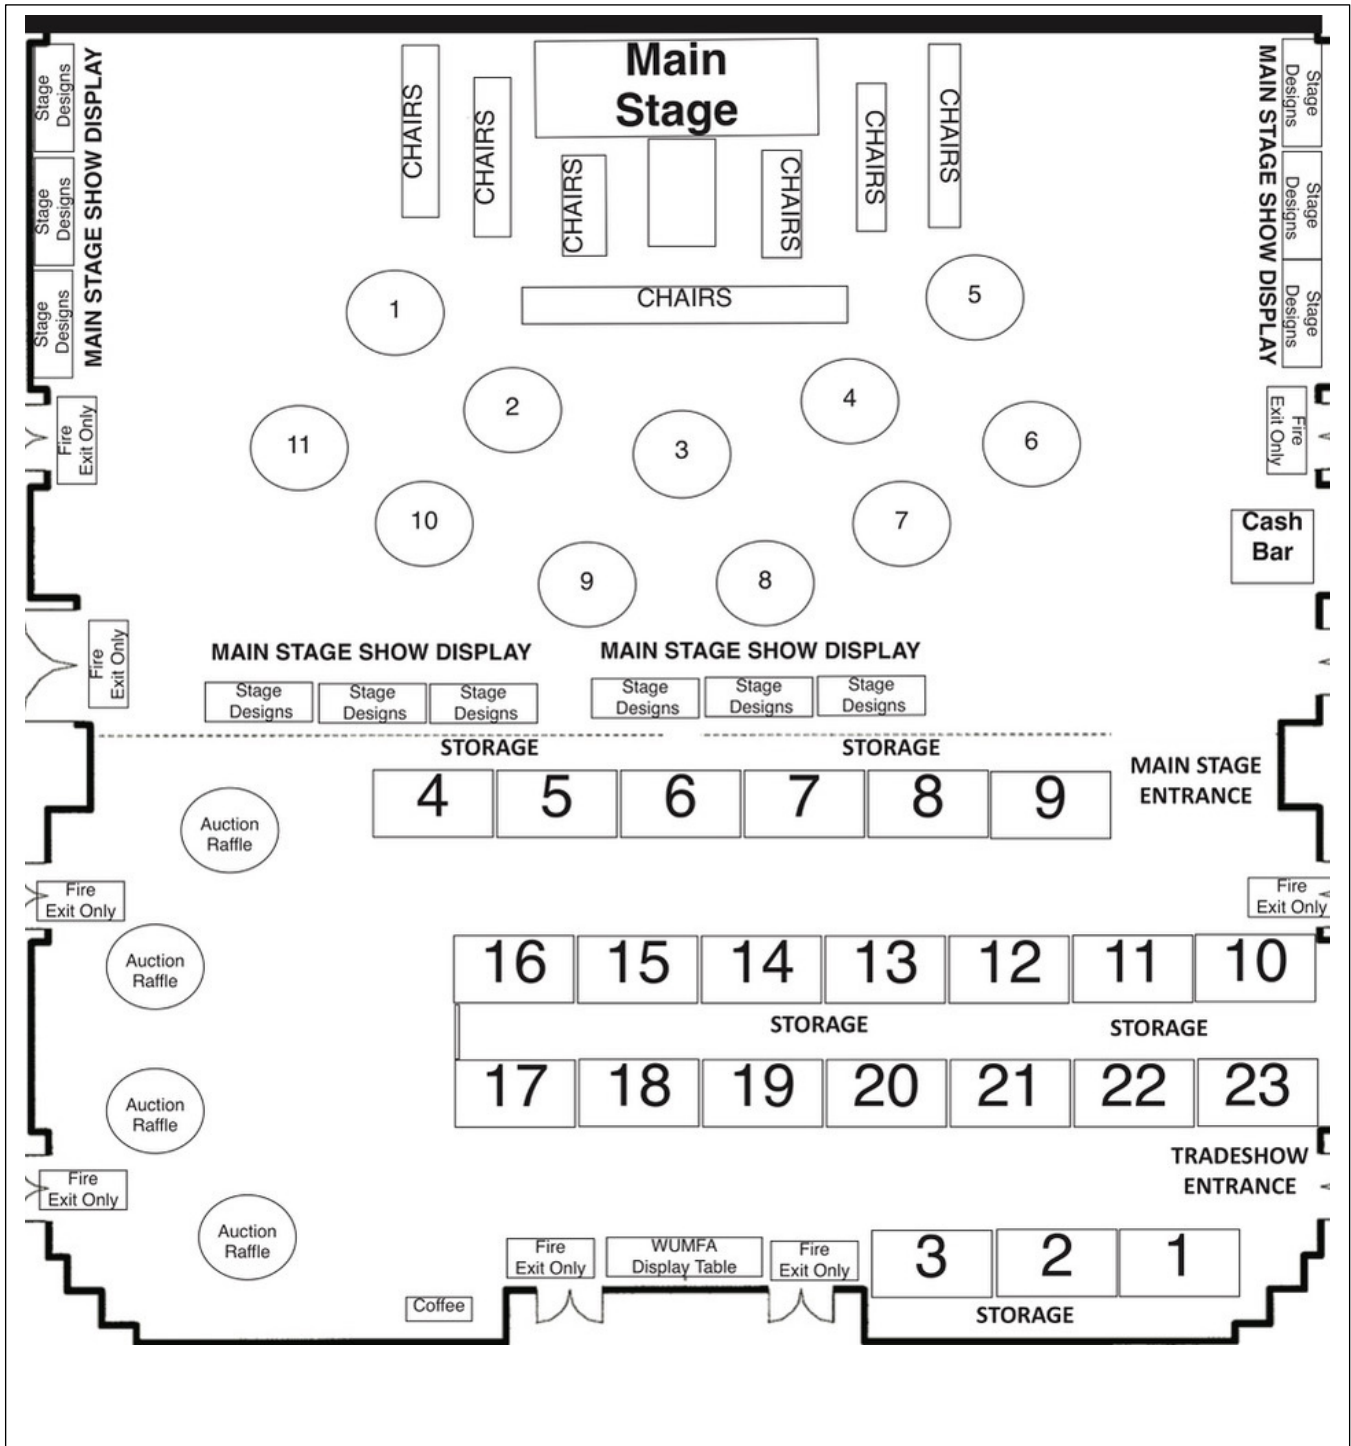 Main
Stage
Stage
Designs
Stage
Designs
Stage
Designs
MAIN STAGE SHOW DISPLAY
CHAIRS
CHAIRS
CHAIRS
CHAIRS
CHAIRS
CHAIRS
CHAIRS
MAIN STAGE SHOW DISPLAY
Stage
Designs
Stage
Designs
Stage
Designs
1
5
2
4
11
3
6
10
7
9
8
Fire
Exit Only
Fire
Exit Only
Cash
Bar
Fire
Exit Only
MAIN STAGE SHOW DISPLAY
MAIN STAGE SHOW DISPLAY
Stage
Designs
Stage
Designs
Stage
Designs
Stage
Designs
Stage
Designs
Stage
Designs
STORAGE
STORAGE
4 5 6 7 8 9
MAIN STAGE
ENTRANCE
Auction
Raffle
Fire
Exit Only
Fire
Exit Only
Auction
Raffle
16 15 14 13 12 11 10
STORAGE
STORAGE
17 18 19 20 21 22 23
Auction
Raffle
TRADESHOW
ENTRANCE
Fire
Exit Only
Auction
Raffle
Fire
Exit Only
WUMFA
Display Table
Fire
Exit Only
3 2 1
Coffee
STORAGE